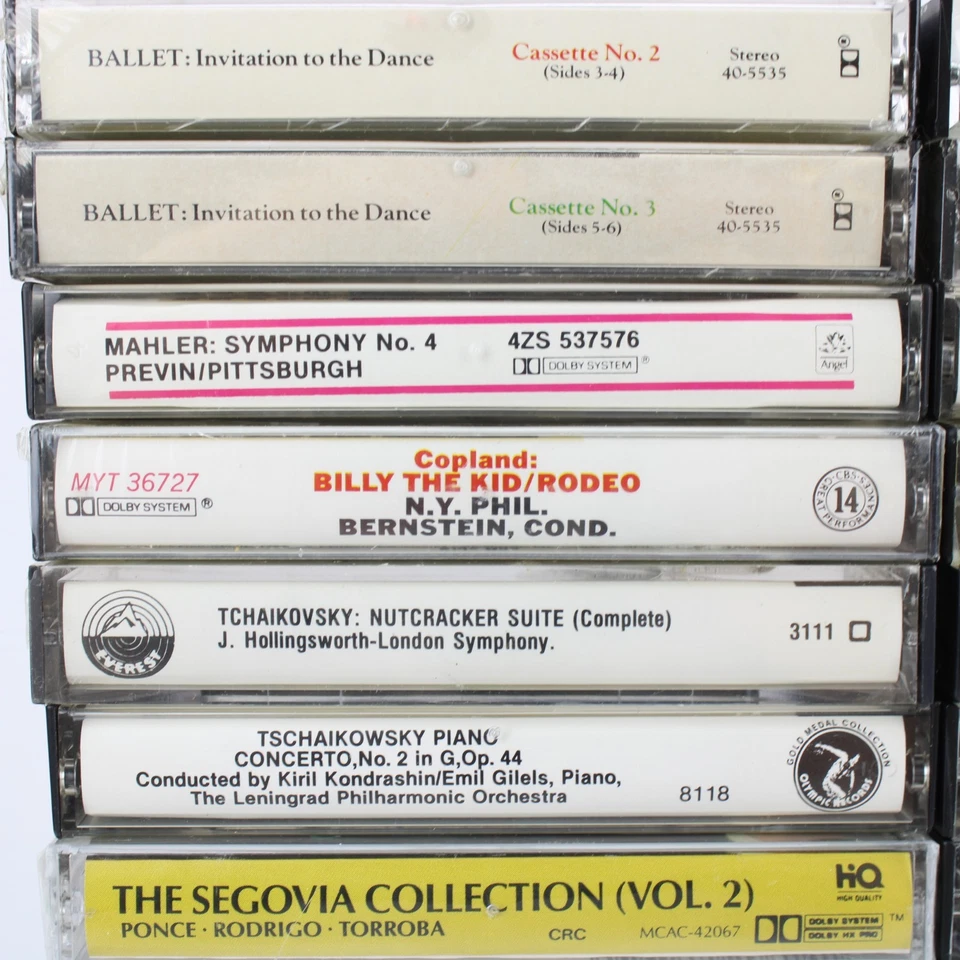 BALLET: Invitation to the Dance
Cassette No. 2
(Sides 3-4)
Stereo
40-5535
®
BALLET: Invitation to the Dance
Cassette No. 3
(Sides 5-6)
Stereo
40-5535
®
MAHLER: SYMPHONY No. 4
PREVIN/PITTSBURGH
4ZS 537576
DOLBY SYSTEM ®
Angel
MYT 36727
DOLBY SYSTEM ®
Copland:
BILLY THE KID/RODEO
N.Y. PHIL.
BERNSTEIN, COND.
CBS GREAT PERFORMANCES
14
EVEREST
TCHAIKOVSKY: NUTCRACKER SUITE (Complete)
J. Hollingsworth-London Symphony.
3111
TSCHAIKOWSKY PIANO
CONCERTO,No. 2 in G,Op. 44
Conducted by Kiril Kondrashin/Emil Gilels, Piano,
The Leningrad Philharmonic Orchestra
8118
GOLD MEDAL COLLECTION
OLYMPIC RECORDS
THE SEGOVIA COLLECTION (VOL. 2)
PONCE · RODRIGO · TORROBA
CRC
MCAC-42067
HiQ
HIGH QUALITY
DOLBY SYSTEM ™
DOLBY HX PRO